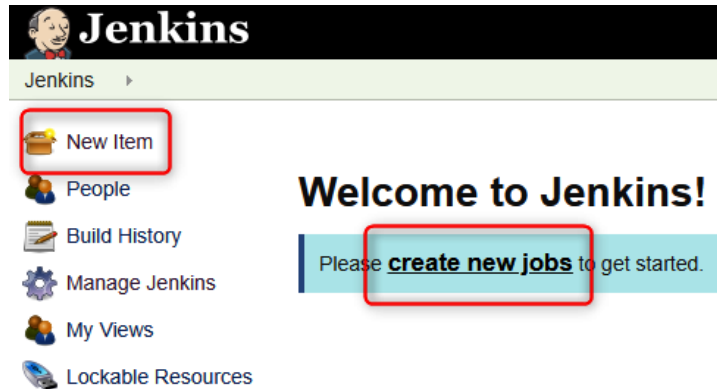 Jenkins
Jenkins
New Item
People
Build History
Manage Jenkins
My Views
Lockable Resources
Welcome to Jenkins!
Please create new jobs to get started.